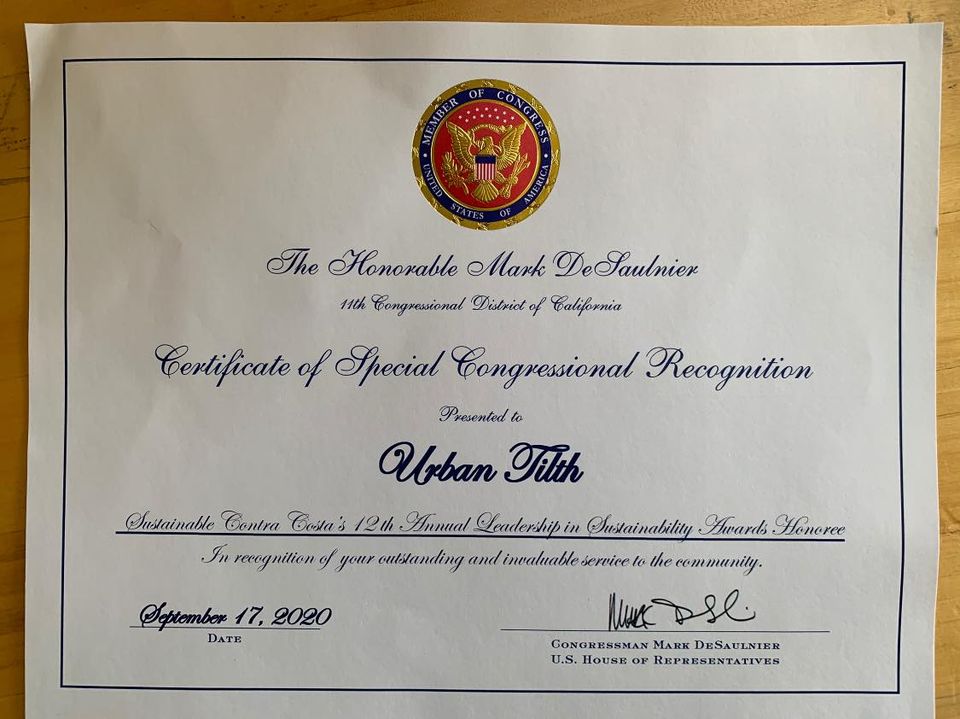 MEMBER OF CONGRESS
UNITED STATES OF AMERICA
The Honorable Mark DeSaulnier
11th Congressional District of California
Certificate of Special Congressional Recognition
Presented to
Urban Tilth
Sustainable Contra Costa's 12th Annual Leadership in Sustainability Awards Honoree
In recognition of your outstanding and invaluable service to the community.
September 17, 2020
DATE
Mark DeSaulnier
CONGRESSMAN MARK DESAULNIER
U.S. HOUSE OF REPRESENTATIVES